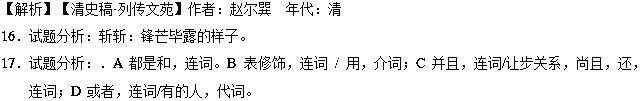 【解析】【清史稿·列传文苑】作者：赵尔巽　年代：清
16．试题分析：斩斩：锋芒毕露的样子。
17．试题分析：．A 都是和，连词。B 表修饰，连词 / 用，介词；C 并且，连词/让步关系，尚且，还，
连词；D 或者，连词/有的人，代词。